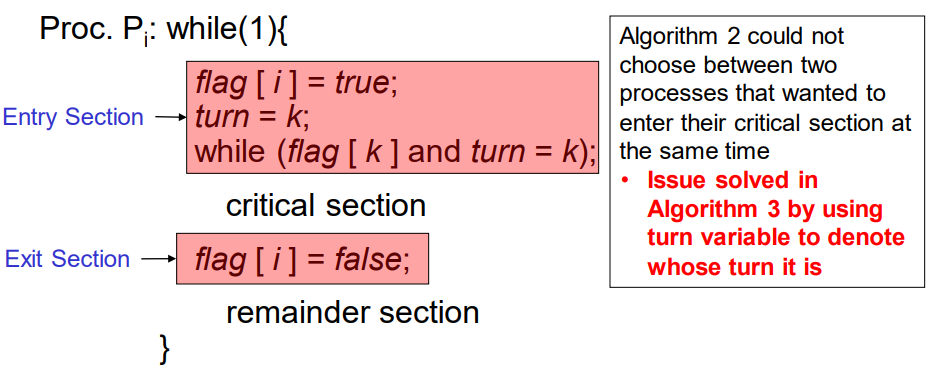 Proc. Pi: while(1){
Entry Section
flag [ i ] = true;
turn = k;
while (flag [ k ] and turn = k);
critical section
Exit Section
flag [ i ] = false;
remainder section
}
Algorithm 2 could not
choose between two
processes that wanted to
enter their critical section at
the same time
• Issue solved in
Algorithm 3 by using
turn variable to denote
whose turn it is